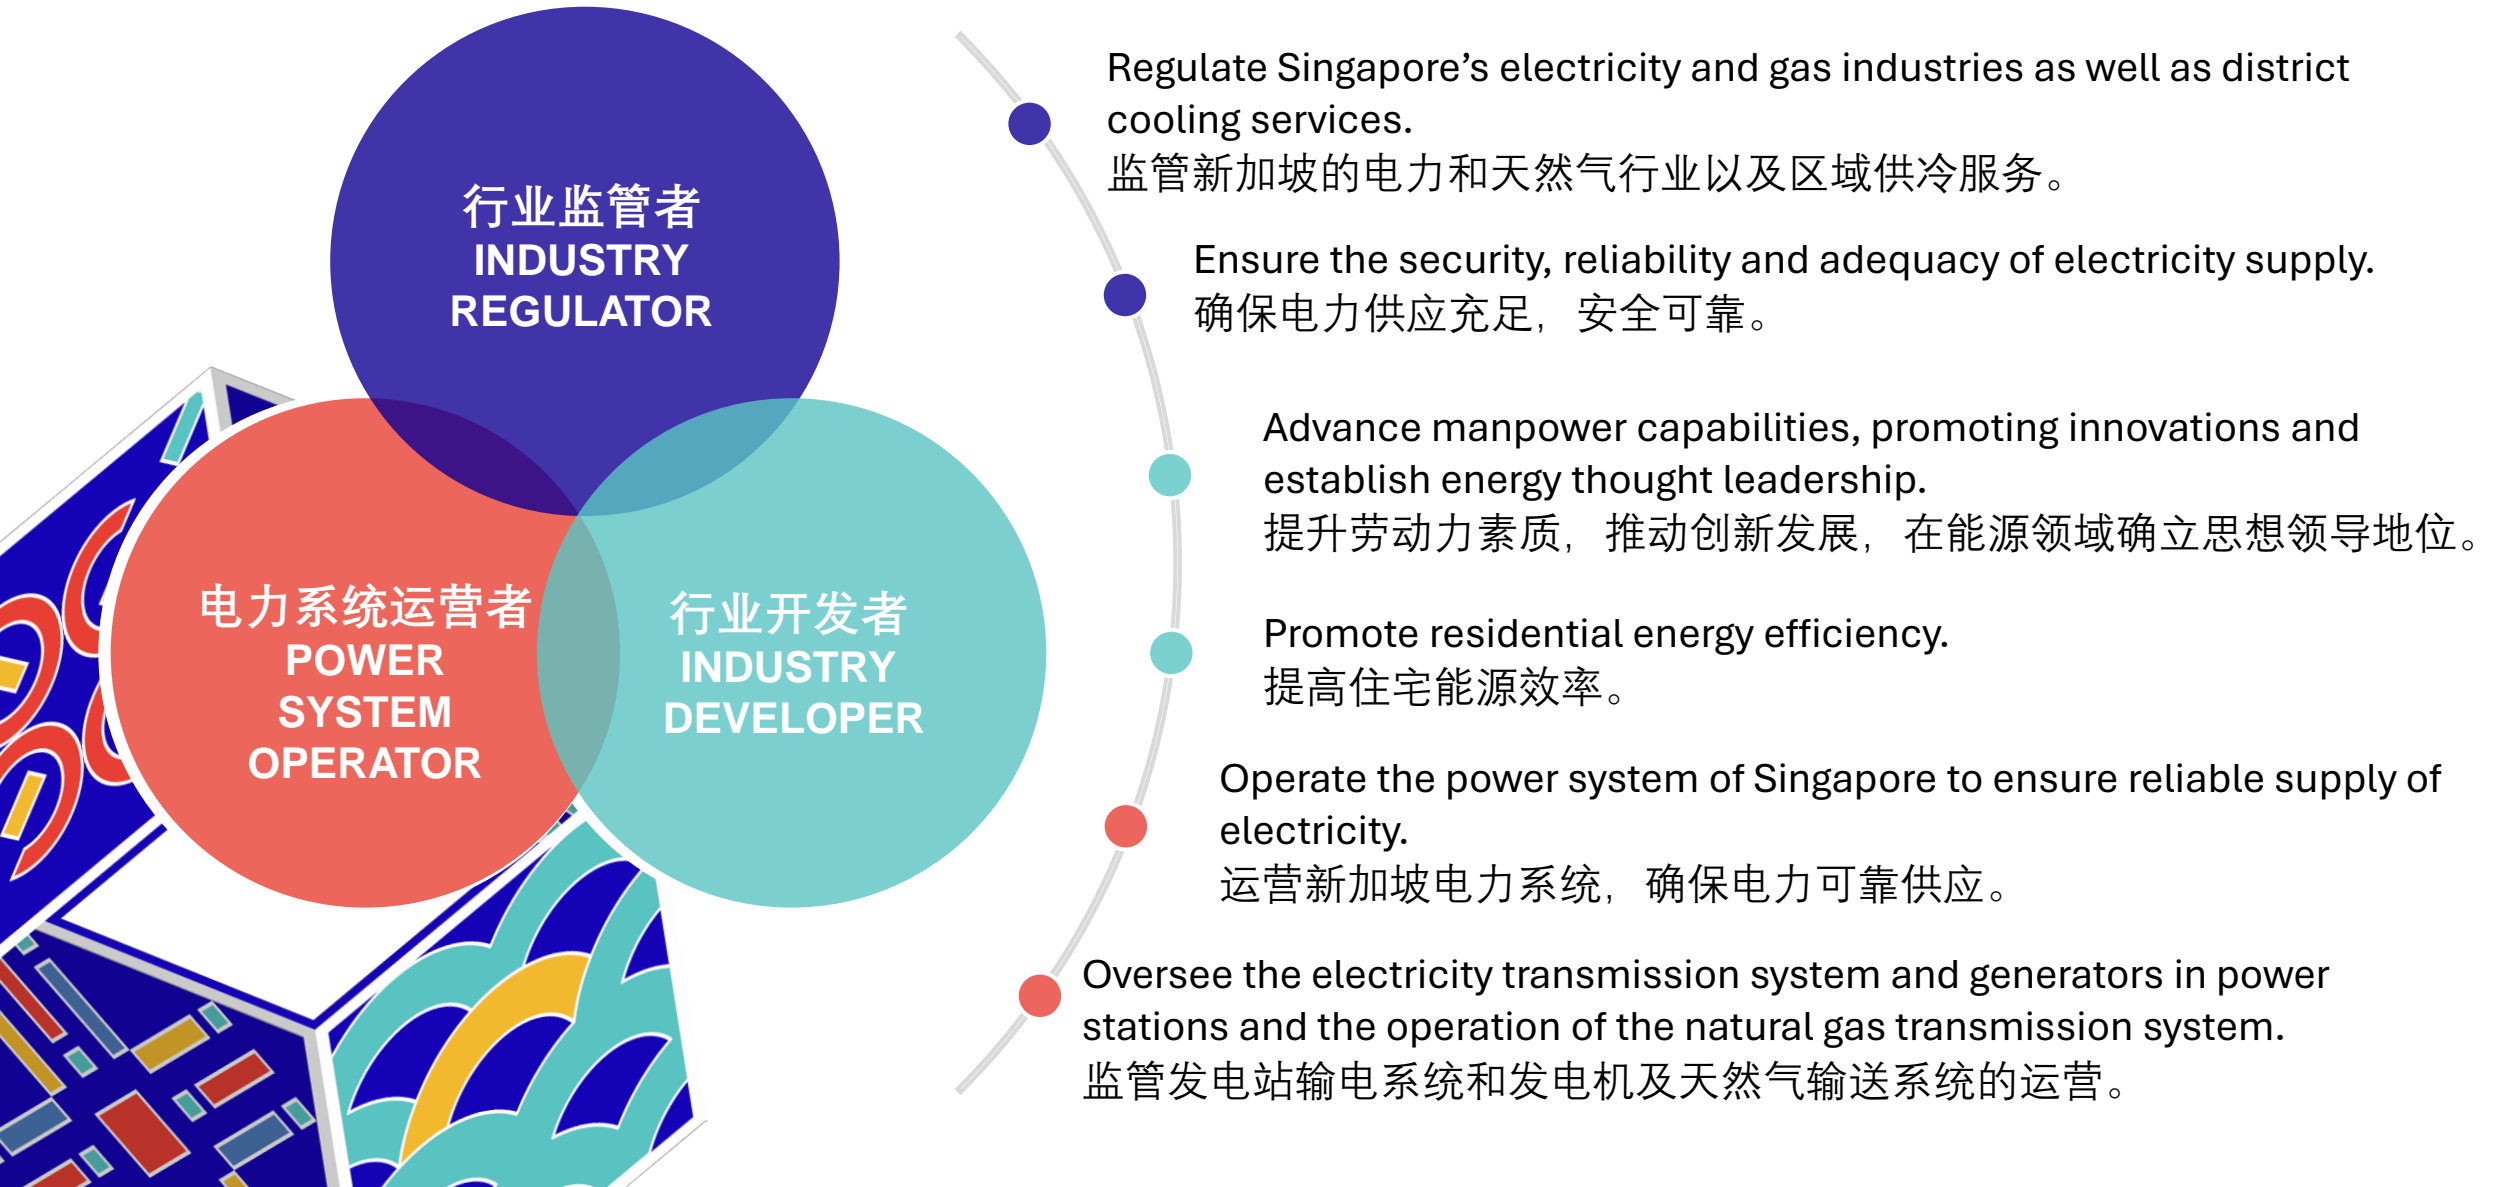 行业监管者
INDUSTRY
REGULATOR
电力系统运营者
POWER
SYSTEM
OPERATOR
行业开发者
INDUSTRY
DEVELOPER
Regulate Singapore’s electricity and gas industries as well as district
cooling services.
监管新加坡的电力和天然气行业以及区域供冷服务。
Ensure the security, reliability and adequacy of electricity supply.
确保电力供应充足，安全可靠。
Advance manpower capabilities, promoting innovations and
establish energy thought leadership.
提升劳动力素质，推动创新发展，在能源领域确立思想领导地位。
Promote residential energy efficiency.
提高住宅能源效率。
Operate the power system of Singapore to ensure reliable supply of
electricity.
运营新加坡电力系统，确保电力可靠供应。
Oversee the electricity transmission system and generators in power
stations and the operation of the natural gas transmission system.
监管发电站输电系统和发电机及天然气输送系统的运营。